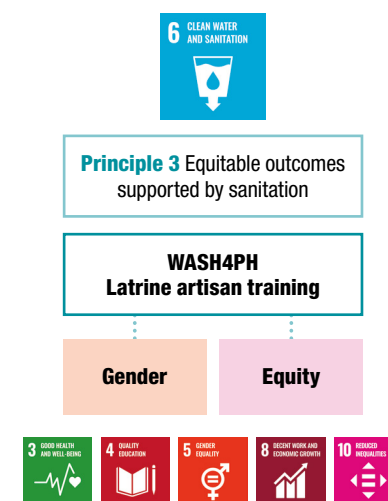 6 CLEAN WATER
AND SANITATION
Principle 3 Equitable outcomes
supported by sanitation
WASH4PH
Latrine artisan training
Gender
Equity
3 GOOD HEALTH
AND WELL-BEING
4 QUALITY
EDUCATION
5 GENDER
EQUALITY
8 DECENT WORK AND
ECONOMIC GROWTH
10 REDUCED
INEQUALITIES